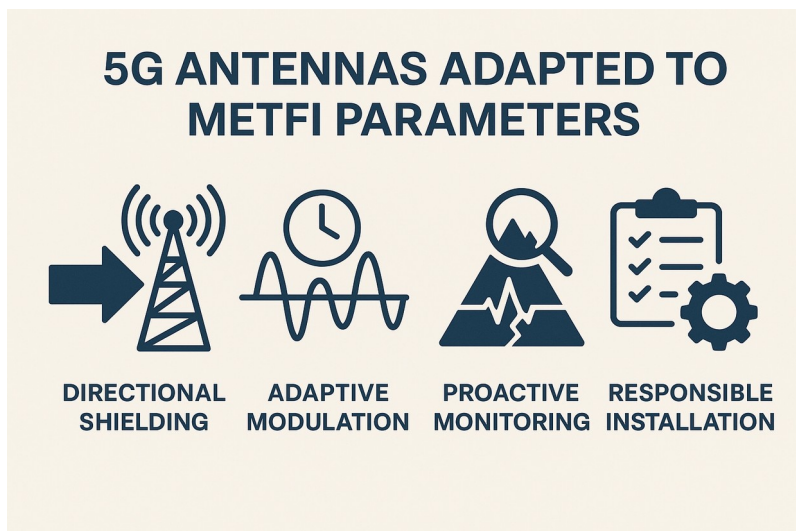 5G ANTENNAS ADAPTED TO
METFI PARAMETERS
DIRECTIONAL
SHIELDING
ADAPTIVE
MODULATION
PROACTIVE
MONITORING
RESPONSIBLE
INSTALLATION